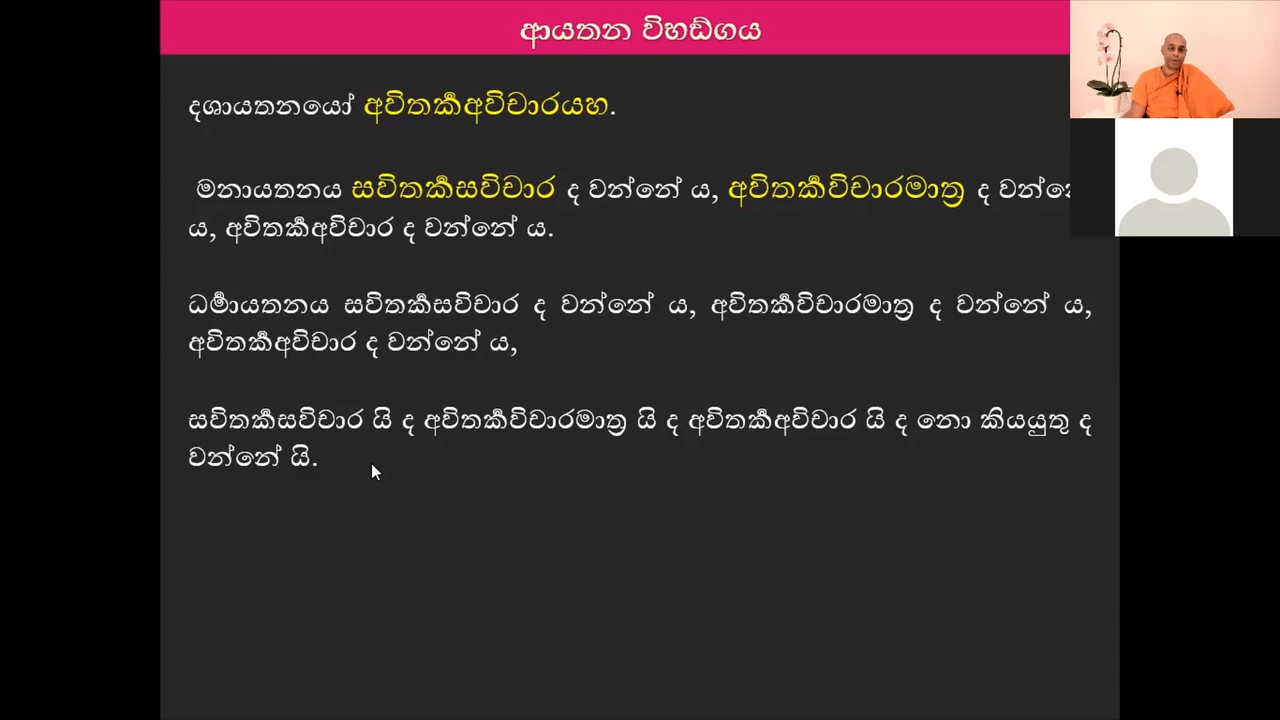 ආයතන විභඞ්ගය
දශායතනයෝ අවිතර්‍කඅවිචාරයහ.
මනායතනය සවිතර්‍කසවිචාර ද වන්නේ ය, අවිතර්‍කවිචාරමාත්‍ර ද
ය, අවිතර්‍කඅවිචාර ද වන්නේ ය.
ධර්‍මායතනය සවිතර්‍කසවිචාර ද වන්නේ ය, අවිතර්‍කවිචාරමාත්‍ර ද වන්නේ ය,
අවිතර්‍කඅවිචාර ද වන්නේ ය,
සවිතර්‍කසවිචාර යි ද අවිතර්‍කවිචාරමාත්‍ර යි ද අවිතර්‍කඅවිචාර යි ද නො කියයුතු ද
වන්නේ යි.